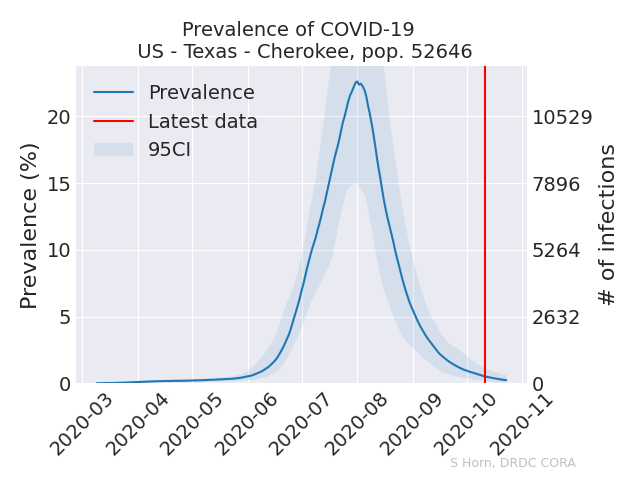 Prevalence of COVID-19
US - Texas - Cherokee, pop. 52646
Prevalence
Latest data
95CI
Prevalence (%)
20
15
10
5
0
10529
7896
5264
2632
0
# of infections
2020-03
2020-04
2020-05
2020-06
2020-07
2020-08
2020-09
2020-10
2020-11
S Horn, DRDC CORA